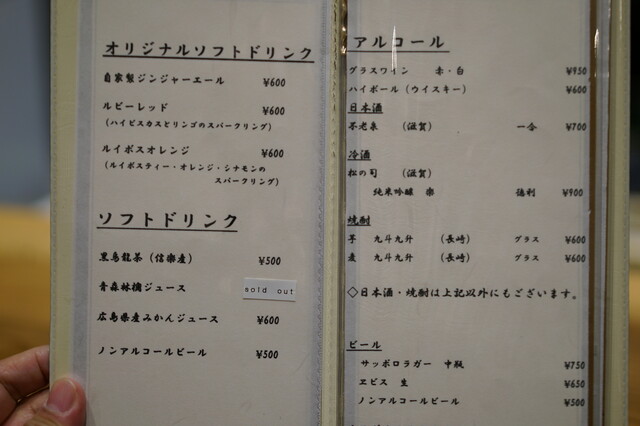 オリジナルソフトドリンク
自家製ジンジャーエール ¥600
ルビーレッド ¥600
(ハイビスカスとリンゴのスパークリング)
ルイボスオレンジ ¥600
(ルイボスティー・オレンジ・シナモンの
スパークリング)
ソフトドリンク
黒烏龍茶(信楽産) ¥500
青森林檎ジュース sold out
広島県産みかんジュース ¥600
ノンアルコールビール ¥500
アルコール
グラスワイン 赤・白 ¥950
ハイボール(ウイスキー) ¥600
日本酒
不老泉 (滋賀) 一合 ¥700
冷酒
松の司 (滋賀)
純米吟醸 楽 徳利 ¥900
焼酎
芋 九斗九升 (長崎) グラス ¥600
麦 九斗九升 (長崎) グラス ¥600
◇日本酒・焼酎は上記以外にもございます。
ビール
サッポロラガー 中瓶 ¥750
ヱビス 生 ¥650
ノンアルコールビール ¥500